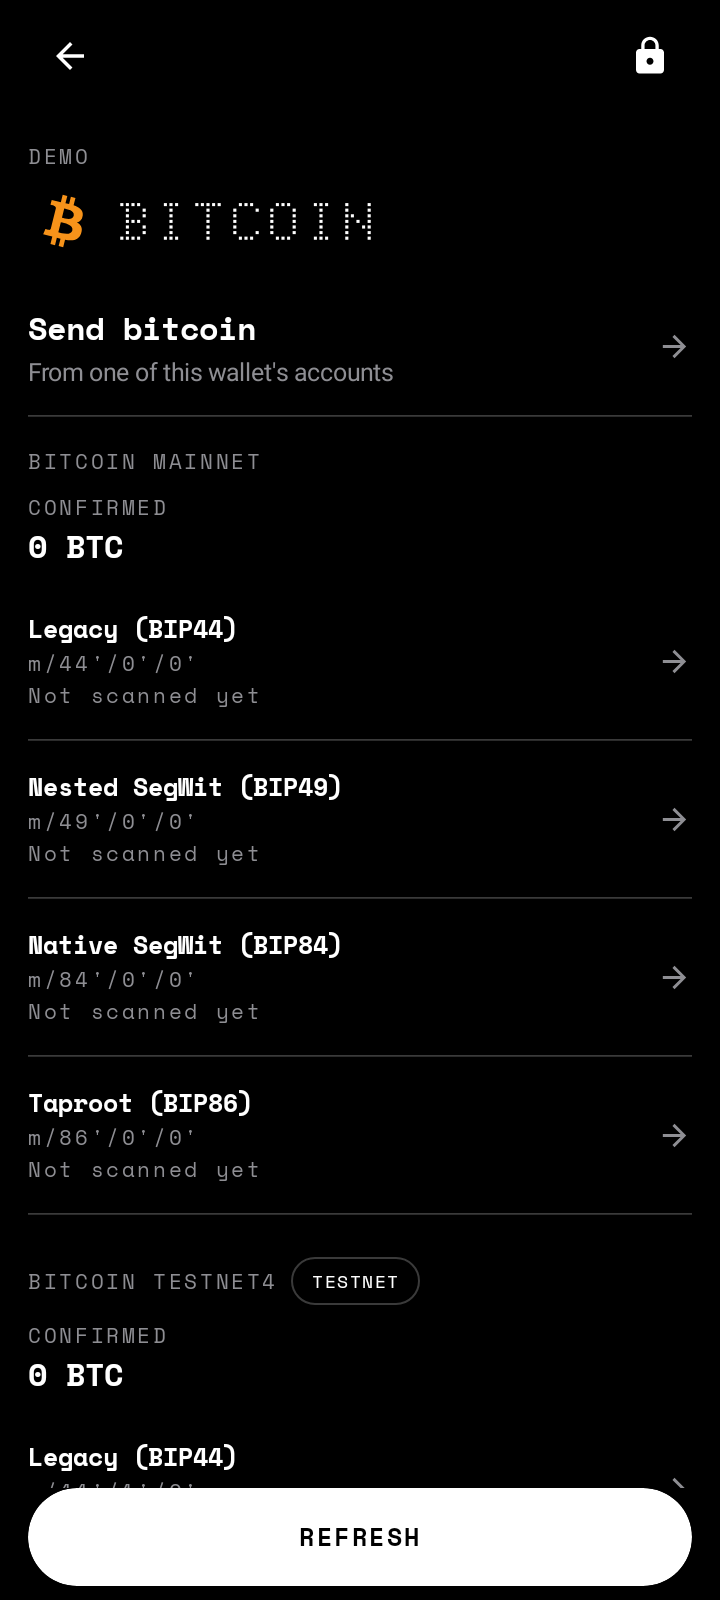 DEMO
BITCOIN
Send bitcoin
From one of this wallet's accounts
BITCOIN MAINNET
CONFIRMED
0 BTC
Legacy (BIP44)
m/44'/0'/0'
Not scanned yet
Nested SegWit (BIP49)
m/49'/0'/0'
Not scanned yet
Native SegWit (BIP84)
m/84'/0'/0'
Not scanned yet
Taproot (BIP86)
m/86'/0'/0'
Not scanned yet
BITCOIN TESTNET4 TESTNET
CONFIRMED
0 BTC
Legacy (BIP44)
REFRESH